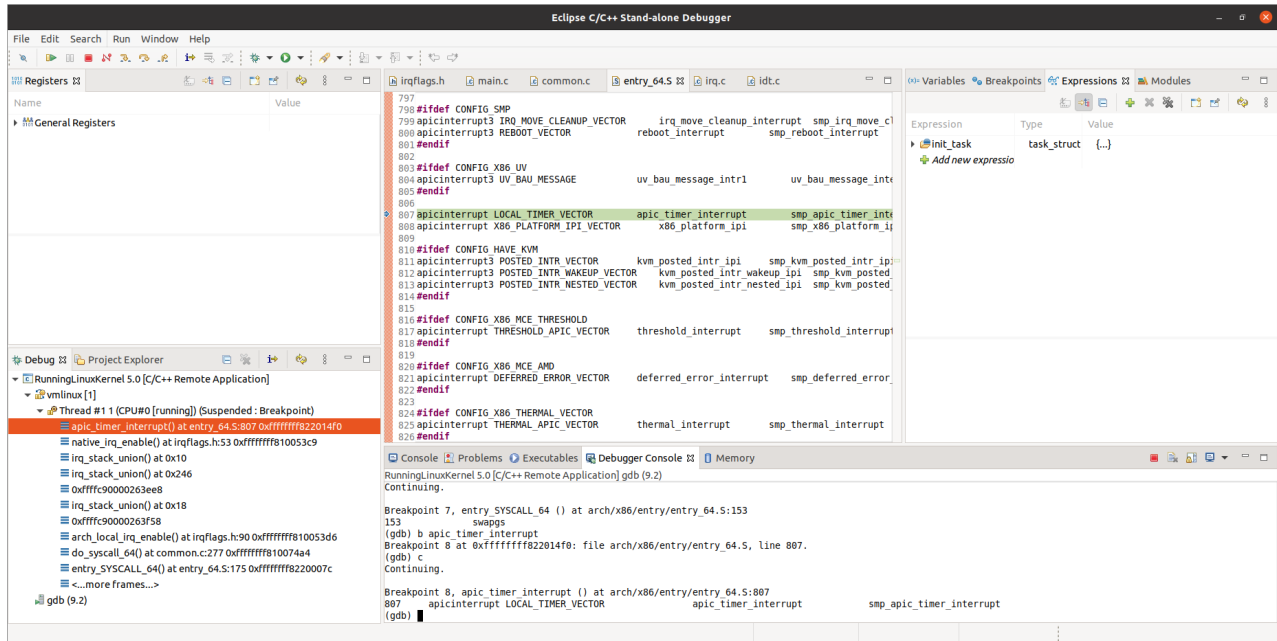 Eclipse C/C++ Stand-alone Debugger
File Edit Search Run Window Help
Registers
Name Value
General Registers
Debug Project Explorer
RunningLinuxKernel 5.0 [C/C++ Remote Application]
vmlinux [1]
Thread #1 1 (CPU#0 [running]) (Suspended : Breakpoint)
apic_timer_interrupt() at entry_64.S:807 0xffffffff822014f0
native_irq_enable() at irqflags.h:53 0xffffffff810053c9
irq_stack_union() at 0x10
irq_stack_union() at 0x246
0xffffc90000263ee8
irq_stack_union() at 0x18
0xffffc90000263f58
arch_local_irq_enable() at irqflags.h:90 0xffffffff810053d6
do_syscall_64() at common.c:277 0xffffffff810074a4
entry_SYSCALL_64() at entry_64.S:175 0xffffffff8220007c
<...more frames...>
gdb (9.2)
irqflags.h main.c common.c entry_64.S irq.c idt.c
797
798 #ifdef CONFIG_SMP
799 apicinterrupt3 IRQ_MOVE_CLEANUP_VECTOR irq_move_cleanup_interrupt smp_irq_move_cl
800 apicinterrupt3 REBOOT_VECTOR reboot_interrupt smp_reboot_interrupt
801 #endif
802
803 #ifdef CONFIG_X86_UV
804 apicinterrupt3 UV_BAU_MESSAGE uv_bau_message_intr1 uv_bau_message_inte
805 #endif
806
807 apicinterrupt LOCAL_TIMER_VECTOR apic_timer_interrupt smp_apic_timer_inte
808 apicinterrupt X86_PLATFORM_IPI_VECTOR x86_platform_ipi smp_x86_platform_ip
809
810 #ifdef CONFIG_HAVE_KVM
811 apicinterrupt3 POSTED_INTR_VECTOR kvm_posted_intr_ipi smp_kvm_posted_intr_ipi
812 apicinterrupt3 POSTED_INTR_WAKEUP_VECTOR kvm_posted_intr_wakeup_ipi smp_kvm_posted_
813 apicinterrupt3 POSTED_INTR_NESTED_VECTOR kvm_posted_intr_nested_ipi smp_kvm_posted_
814 #endif
815
816 #ifdef CONFIG_X86_MCE_THRESHOLD
817 apicinterrupt THRESHOLD_APIC_VECTOR threshold_interrupt smp_threshold_interrupt
818 #endif
819
820 #ifdef CONFIG_X86_MCE_AMD
821 apicinterrupt DEFERRED_ERROR_VECTOR deferred_error_interrupt smp_deferred_error_
822 #endif
823
824 #ifdef CONFIG_X86_THERMAL_VECTOR
825 apicinterrupt THERMAL_APIC_VECTOR thermal_interrupt smp_thermal_interrupt
826 #endif
Variables Breakpoints Expressions Modules
Expression Type Value
init_task task_struct {...}
Add new expressio
Console Problems Executables Debugger Console Memory
RunningLinuxKernel 5.0 [C/C++ Remote Application] gdb (9.2)
Continuing.
Breakpoint 7, entry_SYSCALL_64 () at arch/x86/entry/entry_64.S:153
153 swapgs
(gdb) b apic_timer_interrupt
Breakpoint 8 at 0xffffffff822014f0: file arch/x86/entry/entry_64.S, line 807.
(gdb) c
Continuing.
Breakpoint 8, apic_timer_interrupt () at arch/x86/entry/entry_64.S:807
807 apicinterrupt LOCAL_TIMER_VECTOR apic_timer_interrupt smp_apic_timer_interrupt
(gdb)